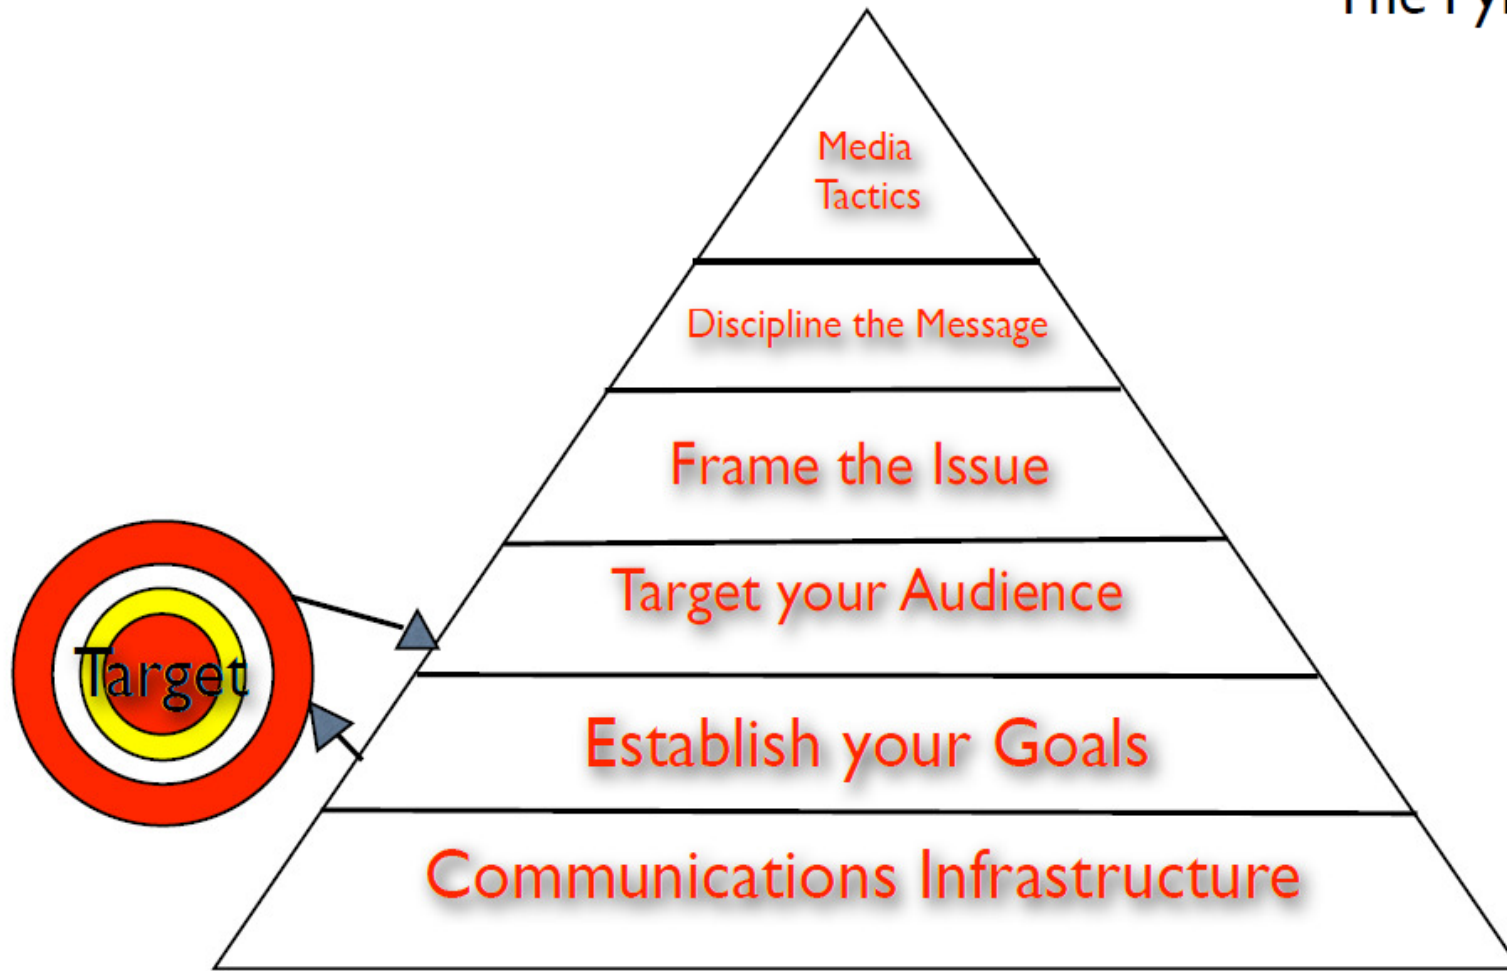 Media
Tactics
Discipline the Message
Frame the Issue
Target your Audience
Target
Establish your Goals
Communications Infrastructure